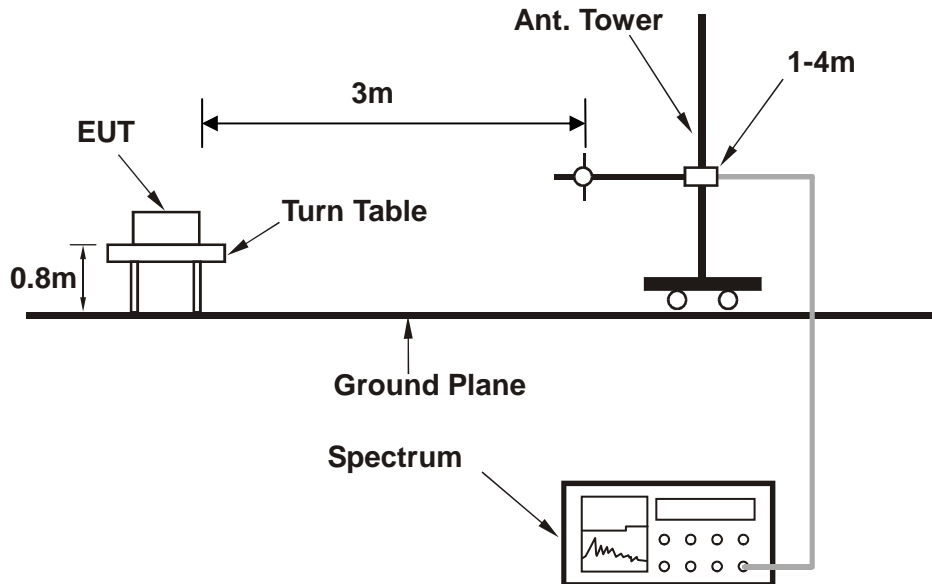 Ant. Tower
1-4m
3m
EUT
Turn Table
0.8m
Ground Plane
Spectrum